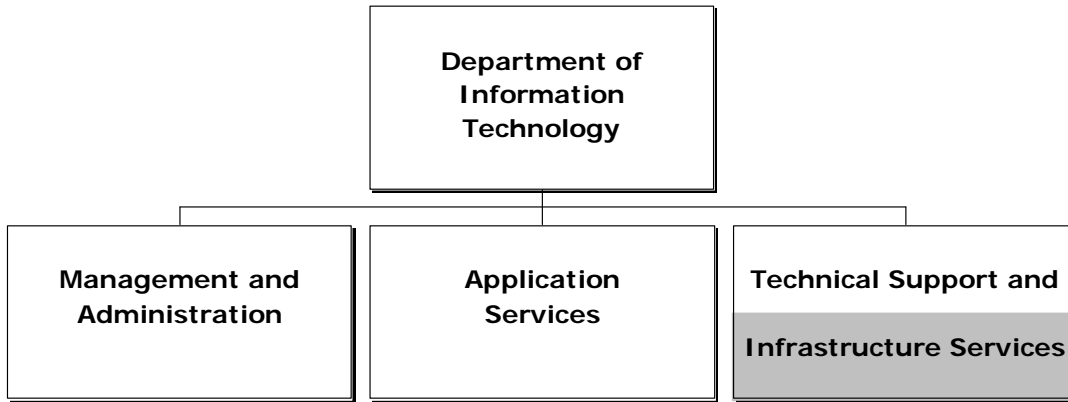 Department of
Information
Technology
Management and
Administration
Application
Services
Technical Support and
Infrastructure Services